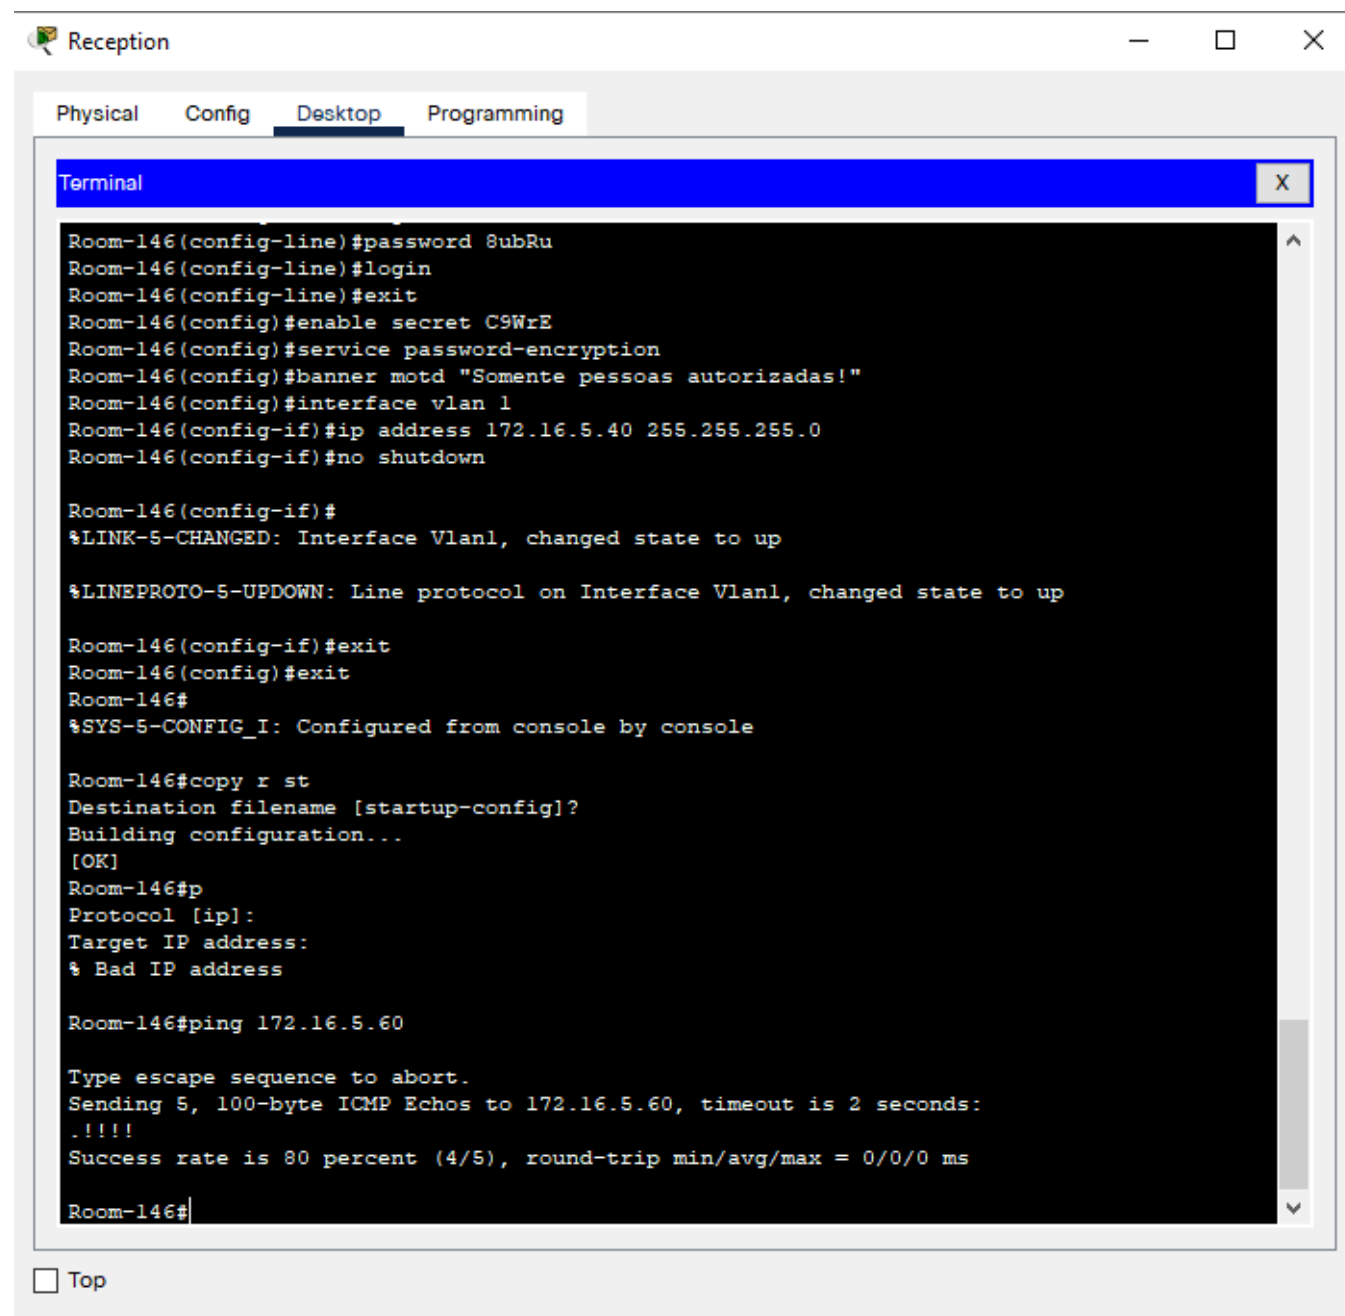 Reception
Physical Config Desktop Programming
Terminal X
Room-146(config-line)#password 8ubRu
Room-146(config-line)#login
Room-146(config-line)#exit
Room-146(config)#enable secret C9WrE
Room-146(config)#service password-encryption
Room-146(config)#banner motd "Somente pessoas autorizadas!"
Room-146(config)#interface vlan 1
Room-146(config-if)#ip address 172.16.5.40 255.255.255.0
Room-146(config-if)#no shutdown
Room-146(config-if)#
%LINK-5-CHANGED: Interface Vlan1, changed state to up
%LINEPROTO-5-UPDOWN: Line protocol on Interface Vlan1, changed state to up
Room-146(config-if)#exit
Room-146(config)#exit
Room-146#
%SYS-5-CONFIG_I: Configured from console by console
Room-146#copy r st
Destination filename [startup-config]?
Building configuration...
[OK]
Room-146#p
Protocol [ip]:
Target IP address:
% Bad IP address
Room-146#ping 172.16.5.60
Type escape sequence to abort.
Sending 5, 100-byte ICMP Echos to 172.16.5.60, timeout is 2 seconds:
.!!!!
Success rate is 80 percent (4/5), round-trip min/avg/max = 0/0/0 ms
Room-146#
Top